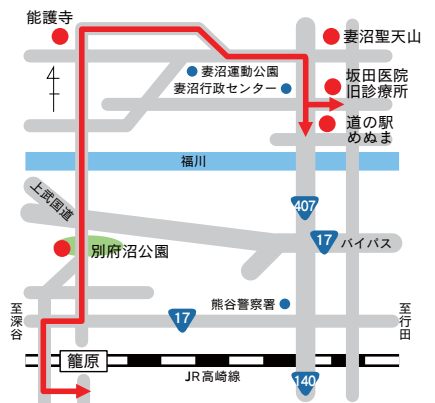 能護寺
妻沼聖天山
妻沼運動公園
妻沼行政センター
坂田医院
旧診療所
道の駅
めぬま
福川
上武国道
407
17
バイパス
別府沼公園
熊谷警察署
17
至深谷
至行田
籠原
JR高崎線
140